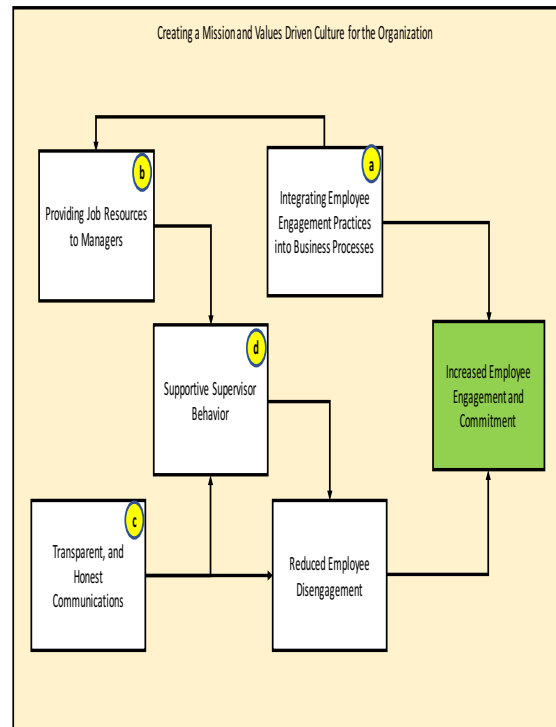 Creating a Mission and Values Driven Culture for the Organization
b
Providing Job Resources
to Managers
a
Integrating Employee
Engagement Practices
into Business Processes
d
Supportive Supervisor
Behavior
Increased Employee
Engagement and
Commitment
c
Transparent, and
Honest
Communications
Reduced Employee
Disengagement